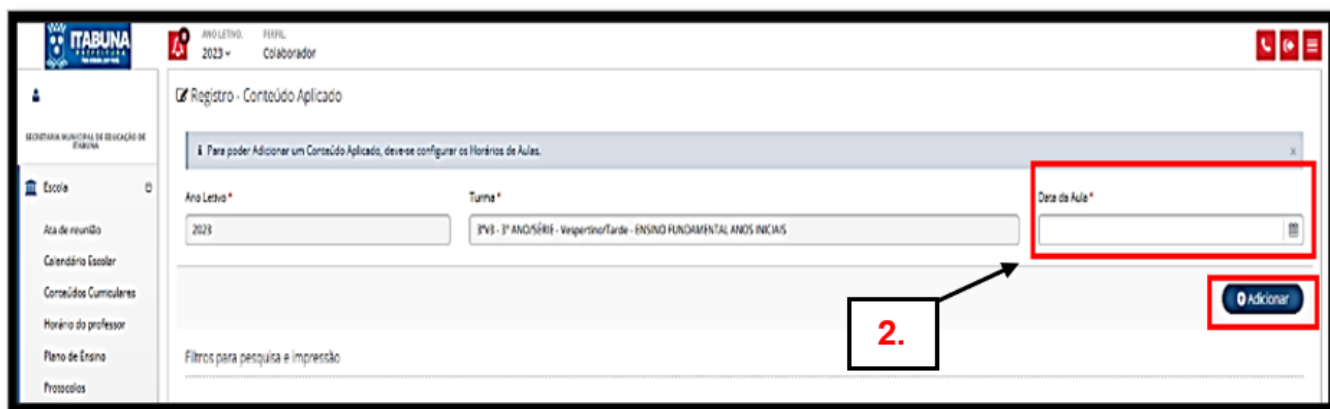 ITABUNA
PREFEITURA
ANO LETIVO:
2023
PERFIL:
Colaborador
Registro - Conteúdo Aplicado
SECRETARIA MUNICIPAL DE EDUCAÇÃO DE
ITABUNA
Para poder Adicionar um Conteúdo Aplicado, deve-se configurar os Horários de Aulas.
x
Escola
Ano Letivo *
Turma *
Data da Aula *
2023
3ºV3 - 3º ANO/SÉRIE - Vespertino/Tarde - ENSINO FUNDAMENTAL ANOS INICIAIS
Ata de reunião
Calendário Escolar
Conteúdos Curriculares
Adicionar
Horário do professor
2.
Plano de Ensino
Filtros para pesquisa e impressão
Protocolos